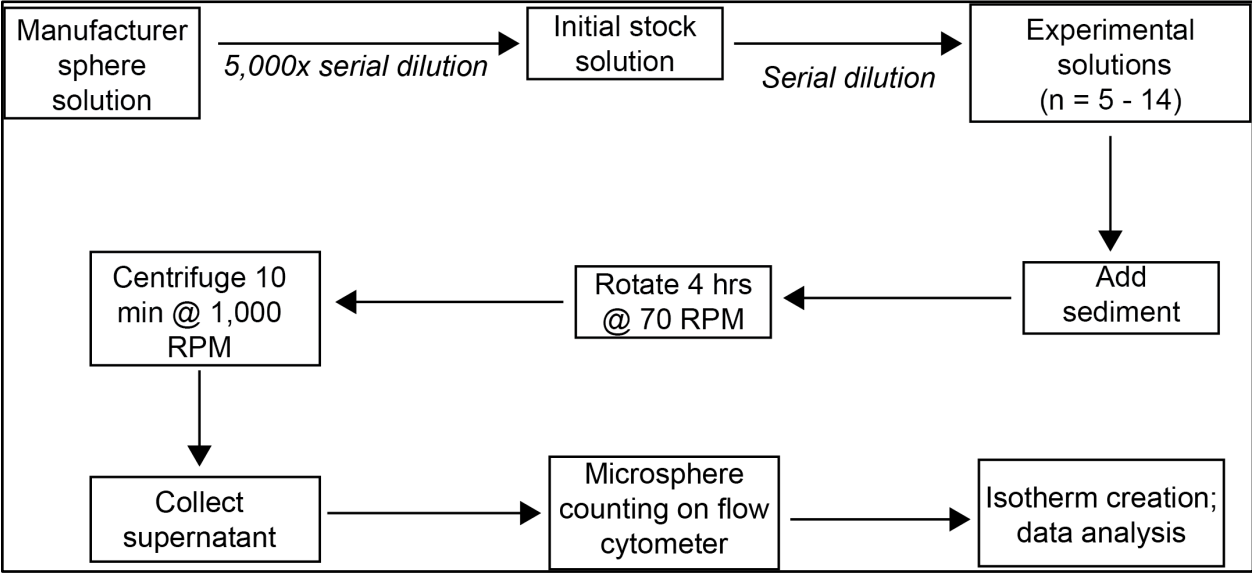 Manufacturer
sphere
solution
5,000x serial dilution
Initial stock
solution
Serial dilution
Experimental
solutions
(n = 5 - 14)
Add
sediment
Rotate 4 hrs
@ 70 RPM
Centrifuge 10
min @ 1,000
RPM
Collect
supernatant
Microsphere
counting on flow
cytometer
Isotherm creation;
data analysis